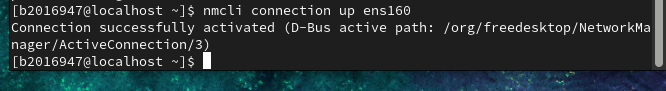 [b2016947@localhost ~]$ nmcli connection up ens160
Connection successfully activated (D-Bus active path: /org/freedesktop/NetworkMa
nager/ActiveConnection/3)
[b2016947@localhost ~]$